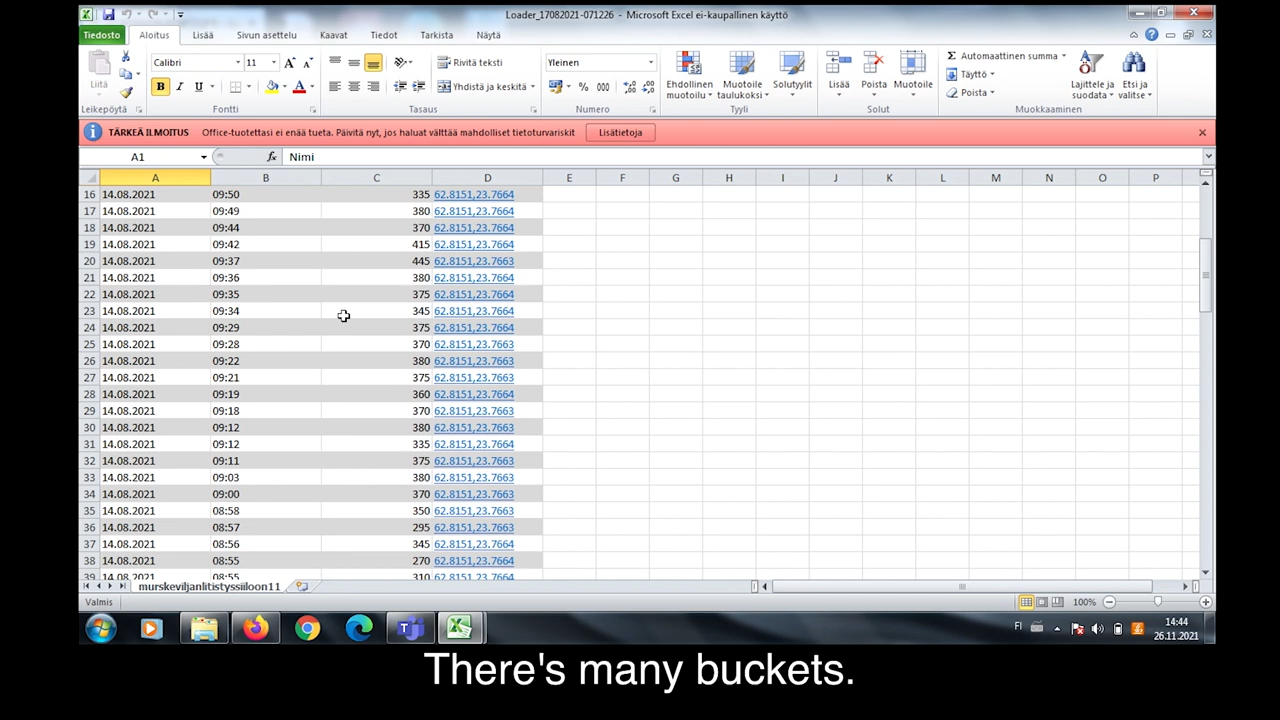 Loader_17082021-071226 - Microsoft Excel ei-kaupallinen käyttö
Tiedosto Aloitus Lisää Sivun asettelu Kaavat Tiedot Tarkista Näytä
Calibri 11 Rivitä teksti Yleinen Automaattinen summa
Liitä Yhdistä ja keskitä Ehdollinen muotoilu Muotoile taulukoksi Solutyylit Lisää Poista Muotoile Täyttö Poista Lajittele ja suodata Etsi ja valitse
Leikepöytä Fontti Tasaus Numero Tyyli Solut Muokkaaminen
TÄRKEÄ ILMOITUS Office-tuotettasi ei enää tueta. Päivitä nyt, jos haluat välttää mahdolliset tietoturvariskit Lisätietoja
A1 fx Nimi
A B C D E F G H I J K L M N O P
16 14.08.2021 09:50 335 62.8151,23.7664
17 14.08.2021 09:49 380 62.8151,23.7664
18 14.08.2021 09:44 370 62.8151,23.7664
19 14.08.2021 09:42 415 62.8151,23.7664
20 14.08.2021 09:37 445 62.8151,23.7663
21 14.08.2021 09:36 380 62.8151,23.7664
22 14.08.2021 09:35 375 62.8151,23.7664
23 14.08.2021 09:34 345 62.8151,23.7664
24 14.08.2021 09:29 375 62.8151,23.7664
25 14.08.2021 09:28 370 62.8151,23.7663
26 14.08.2021 09:22 380 62.8151,23.7663
27 14.08.2021 09:21 375 62.8151,23.7663
28 14.08.2021 09:19 360 62.8151,23.7664
29 14.08.2021 09:18 370 62.8151,23.7663
30 14.08.2021 09:12 380 62.8151,23.7663
31 14.08.2021 09:12 335 62.8151,23.7664
32 14.08.2021 09:11 375 62.8151,23.7663
33 14.08.2021 09:03 380 62.8151,23.7663
34 14.08.2021 09:00 370 62.8151,23.7663
35 14.08.2021 08:58 350 62.8151,23.7663
36 14.08.2021 08:57 295 62.8151,23.7663
37 14.08.2021 08:56 345 62.8151,23.7664
38 14.08.2021 08:55 270 62.8151,23.7664
39 14.08.2021 08:55 310 62.8151,23.7664
murskeviljanlitistyssiiloon11
Valmis 100%
FI 14:44
26.11.2021
There's many buckets.